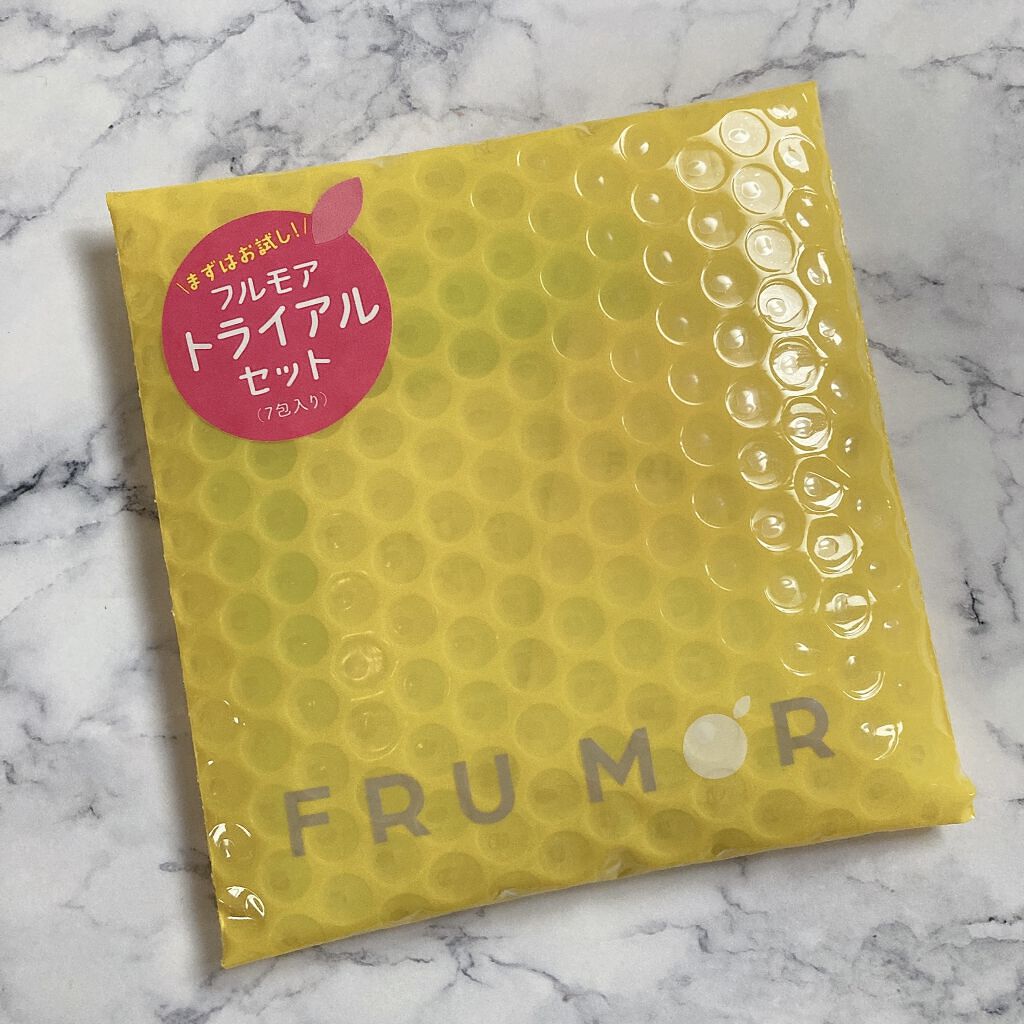 \まずはお試し!/
フルモア
トライアル
セット
(7包入り)
FRUMOR